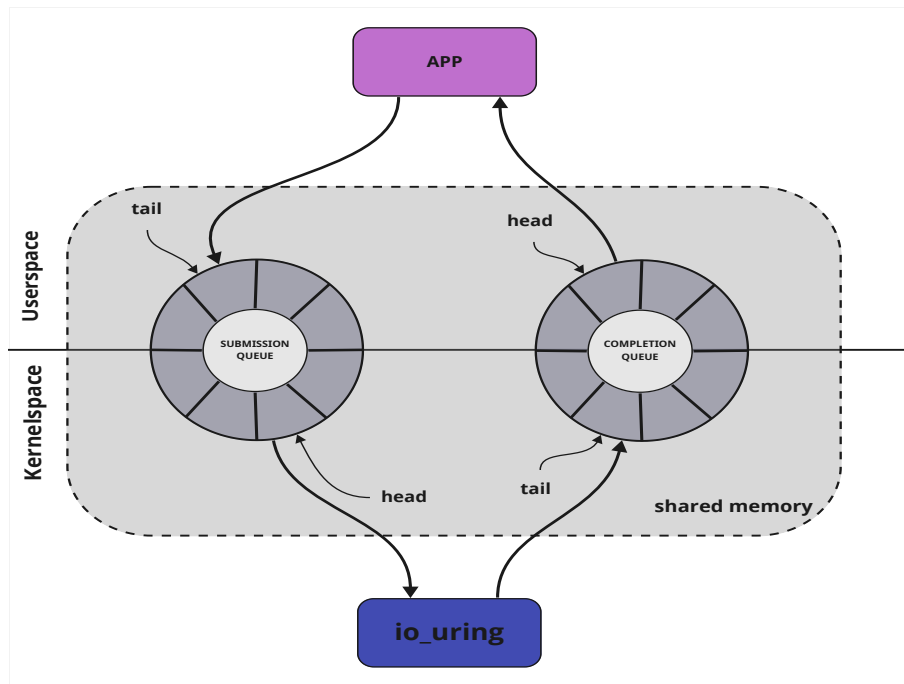 APP
tail
head
Userspace
SUBMISSION
QUEUE
COMPLETION
QUEUE
Kernelspace
head
tail
shared memory
io_uring